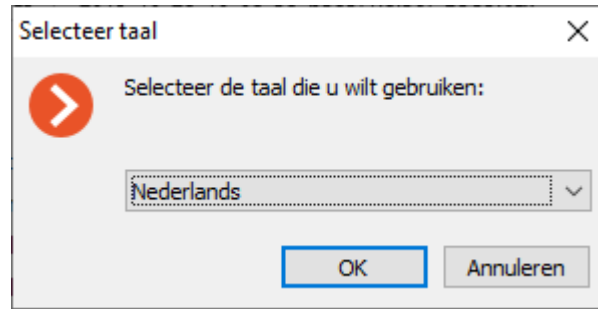 Selecteer taal
Selecteer de taal die u wilt gebruiken:
Nederlands
OK Annuleren